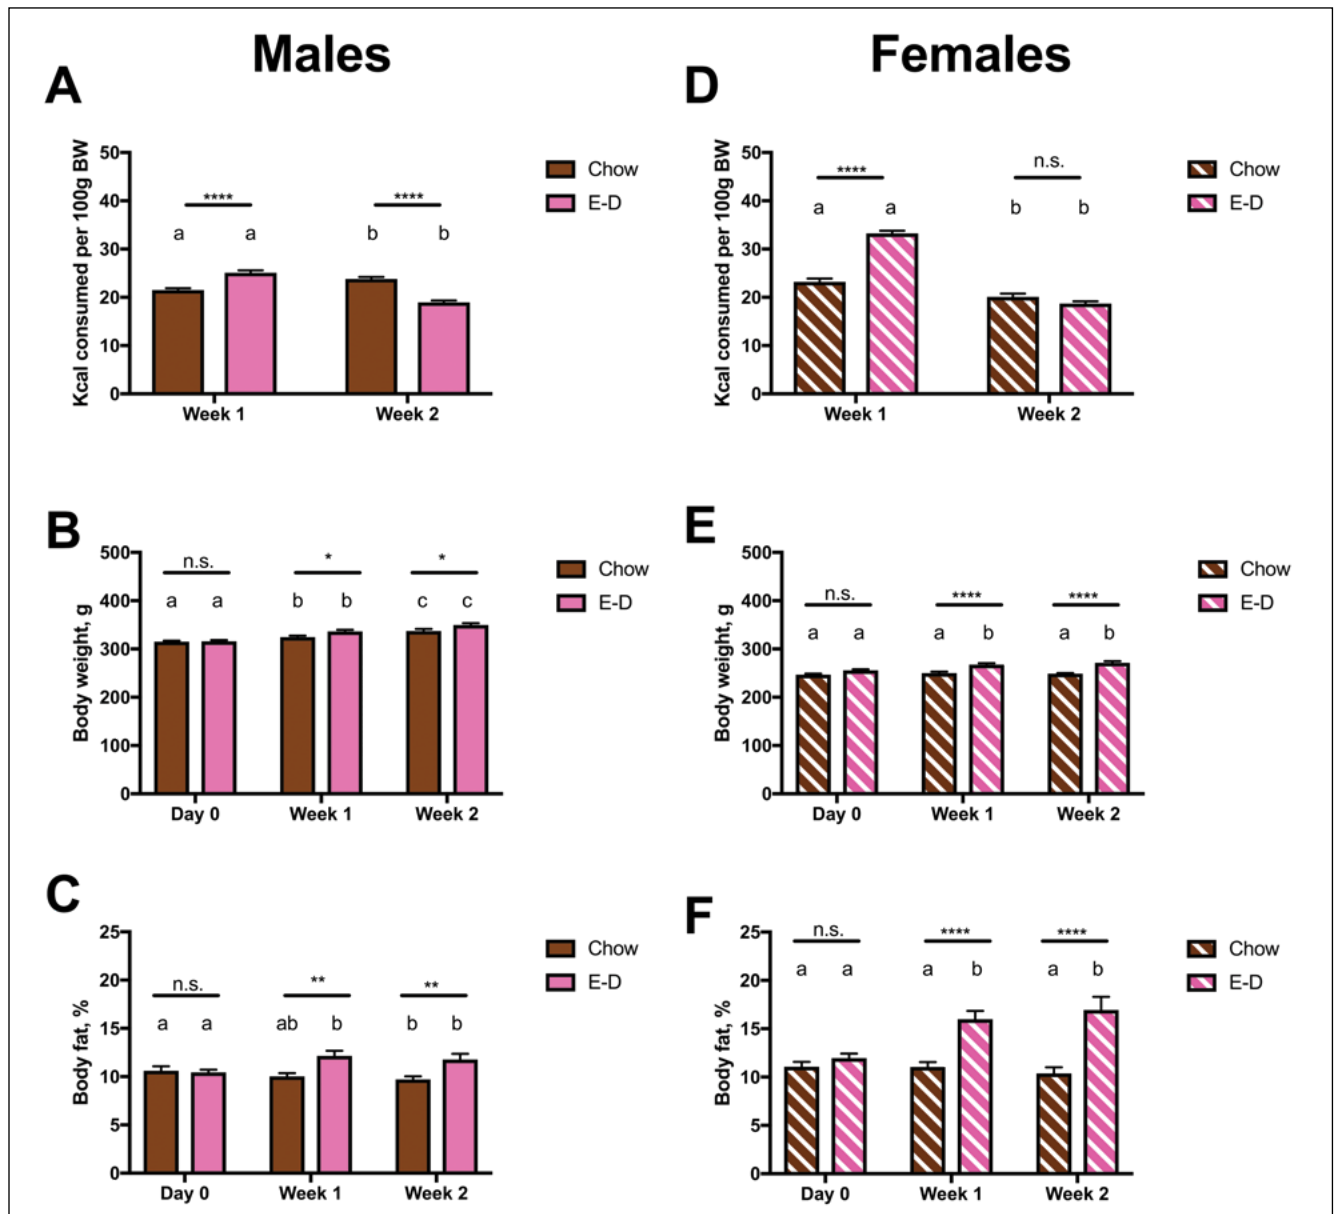 Males
Females
A
Kcal consumed per 100g BW
50
40
30
20
10
0
**** ****
a a b b
Week 1 Week 2
Chow
E-D
D
Kcal consumed per 100g BW
50
40
30
20
10
0
**** n.s.
a a b b
Week 1 Week 2
Chow
E-D
B
Body weight, g
500
400
300
200
100
0
n.s. * *
a a b b c c
Day 0 Week 1 Week 2
Chow
E-D
E
Body weight, g
500
400
300
200
100
0
n.s. **** ****
a a a b a b
Day 0 Week 1 Week 2
Chow
E-D
C
Body fat, %
25
20
15
10
5
0
n.s. ** **
a a ab b b b
Day 0 Week 1 Week 2
Chow
E-D
F
Body fat, %
25
20
15
10
5
0
n.s. **** ****
a a a b a b
Day 0 Week 1 Week 2
Chow
E-D